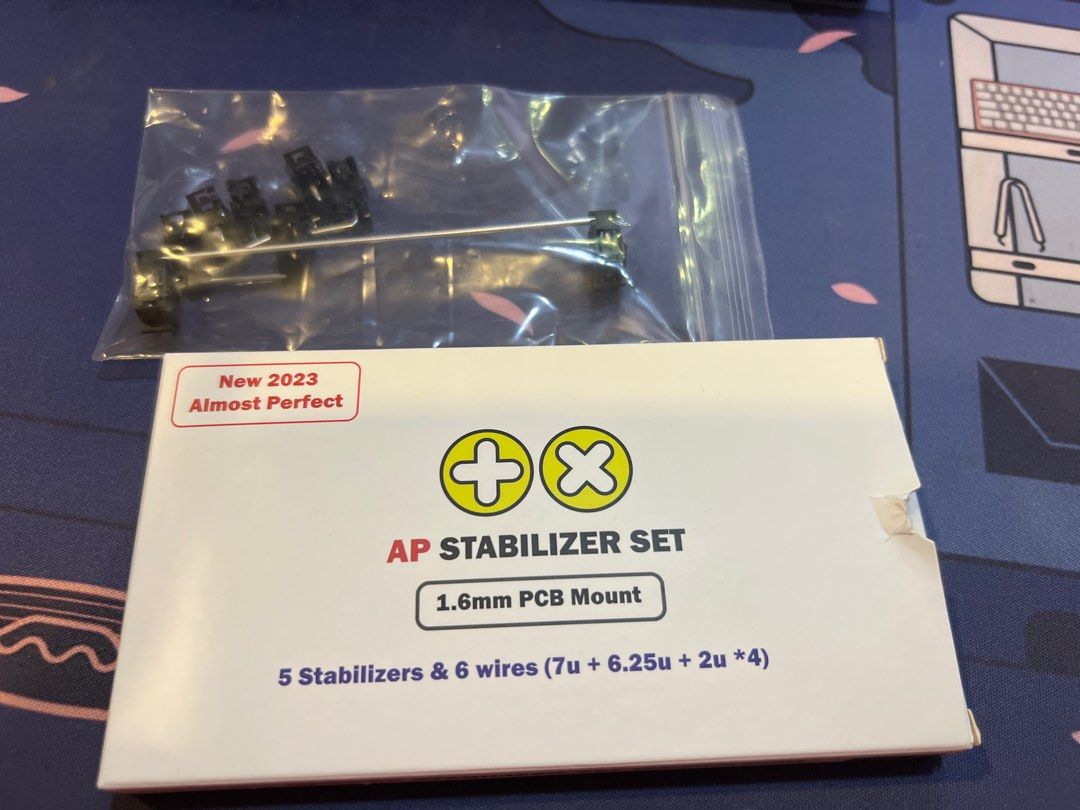 New 2023
Almost Perfect
AP STABILIZER SET
1.6mm PCB Mount
5 Stabilizers & 6 wires (7u + 6.25u + 2u *4)